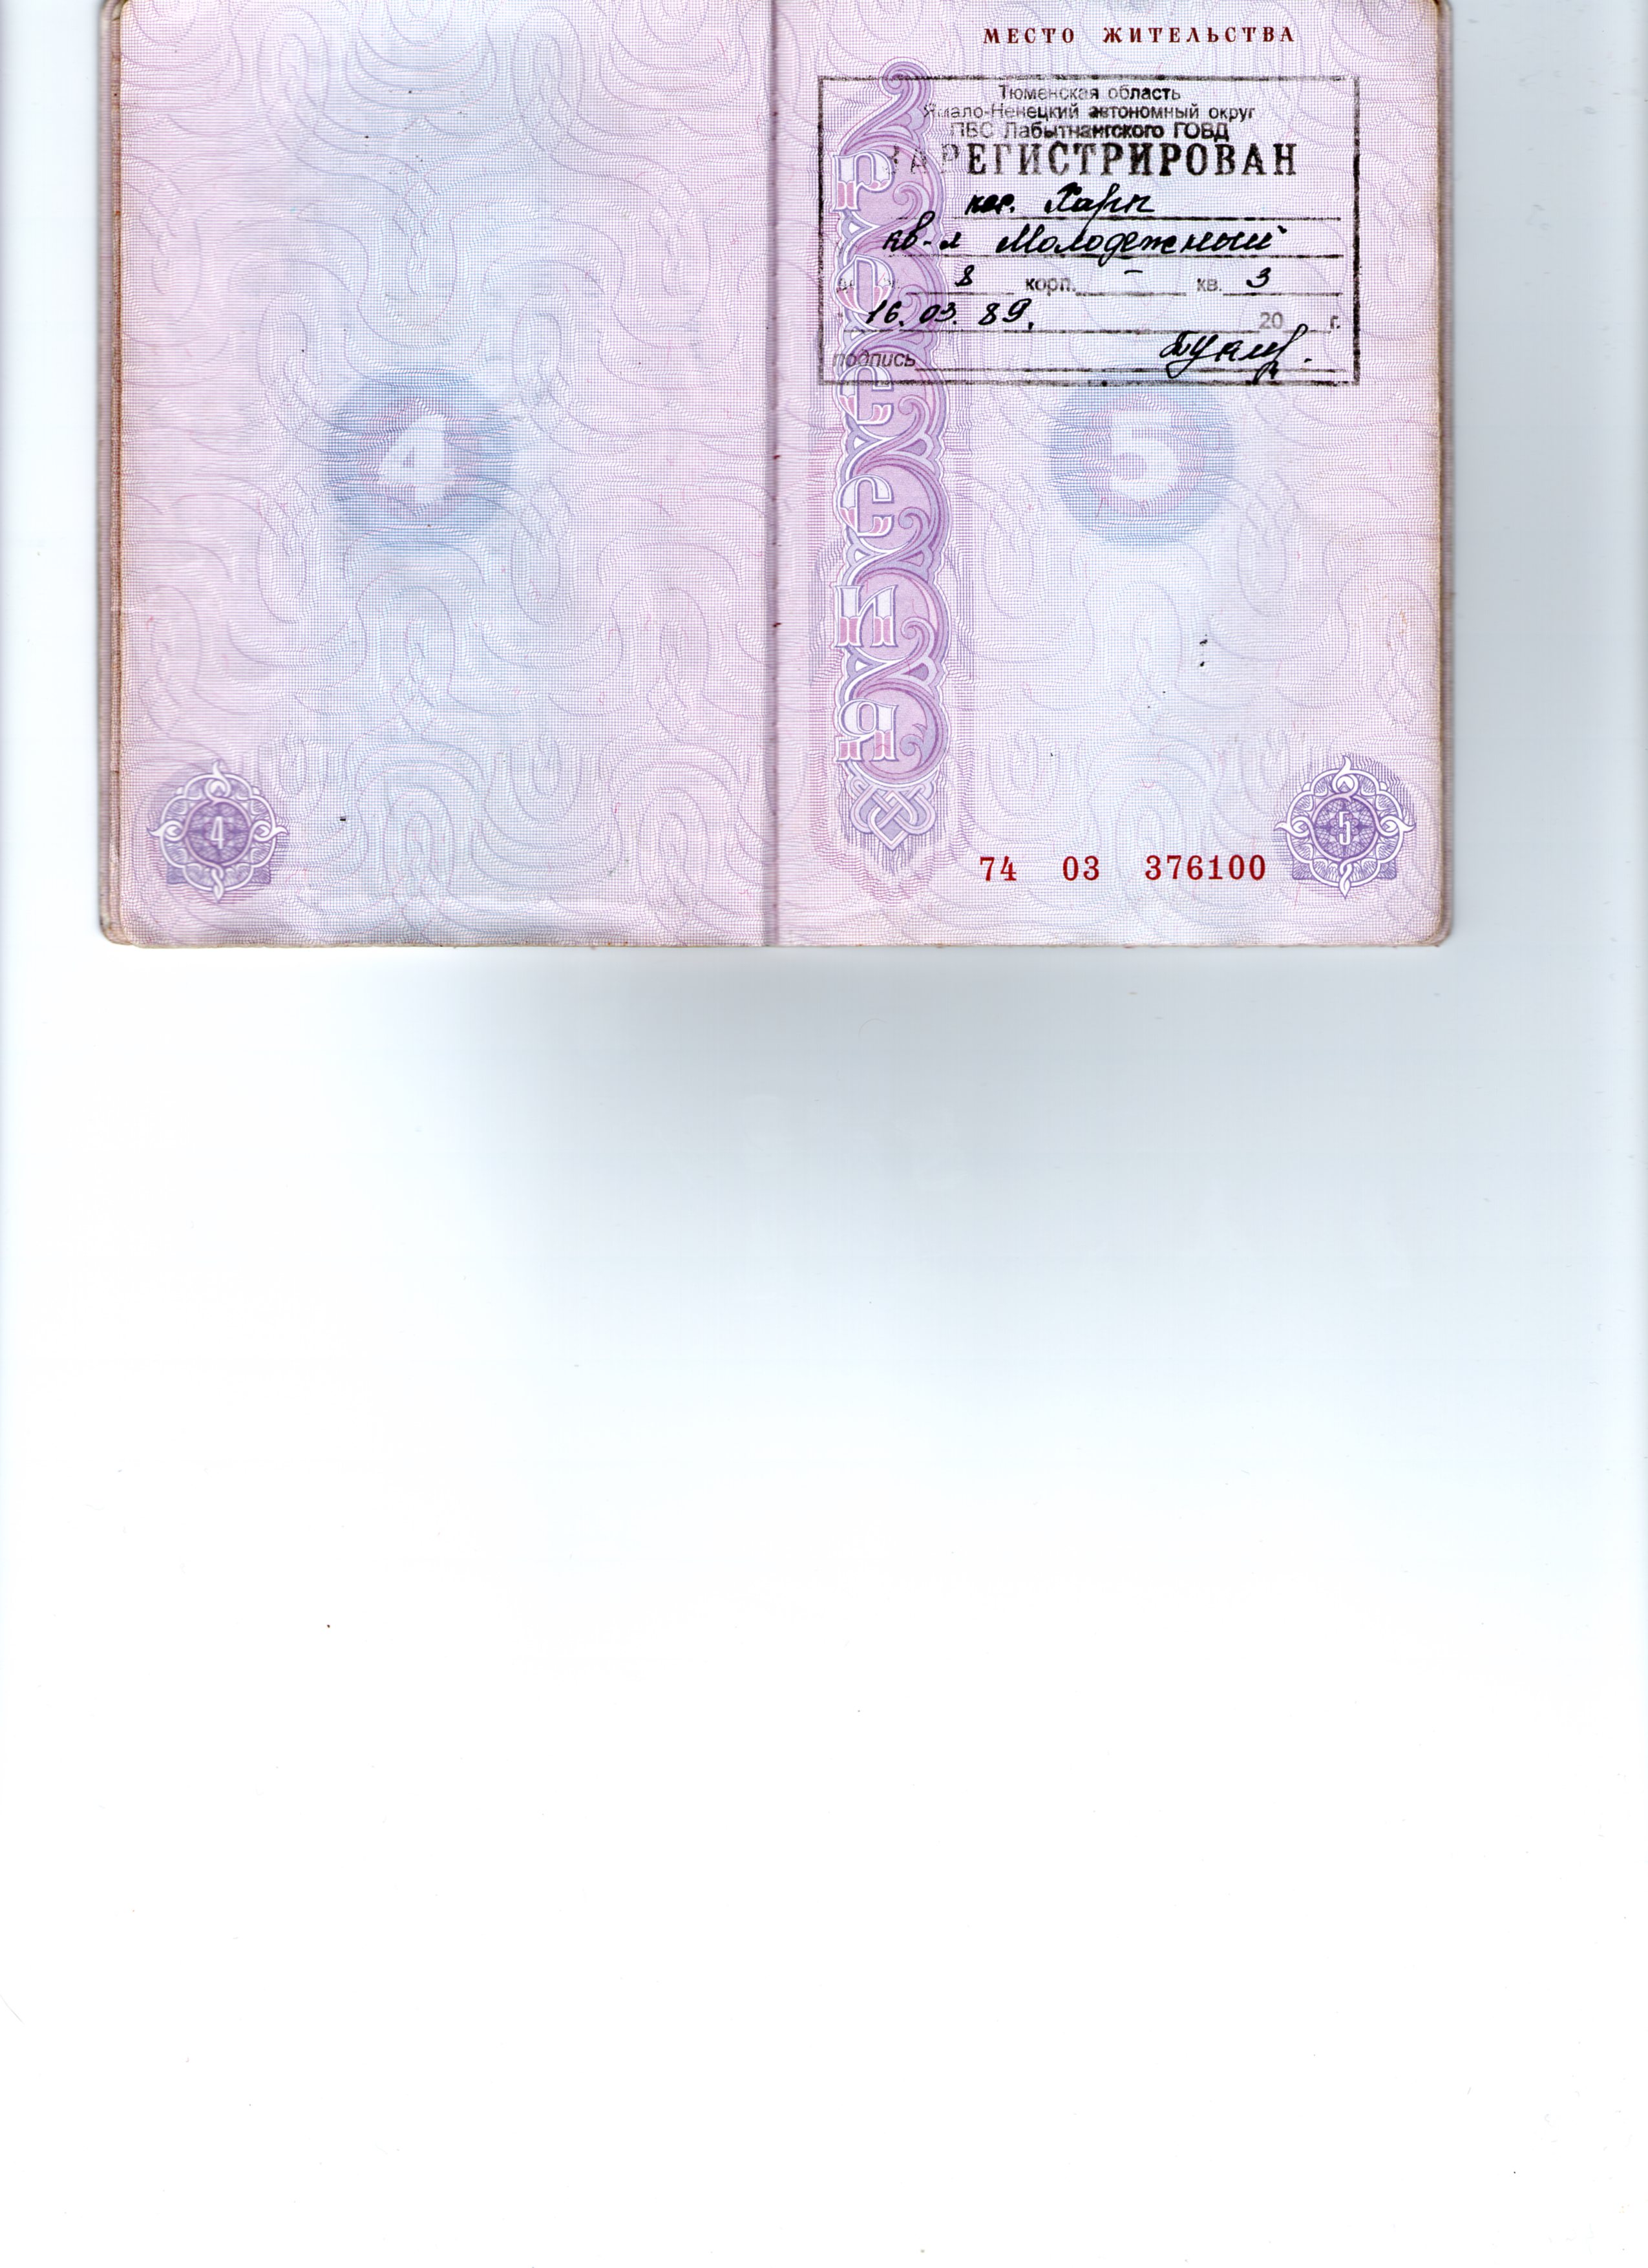 МЕСТО ЖИТЕЛЬСТВА
Тюменская область
Ямало-Ненецкий автономный округ
ПВС Лабытнангского ГОВД
ЗАРЕГИСТРИРОВАН
пос. Харп
кв-л Молодежный
8 корп. - кв. 3
16.03.89. 20 г.
подпись
РОССИЯ
4
5
4
5
74 03 376100